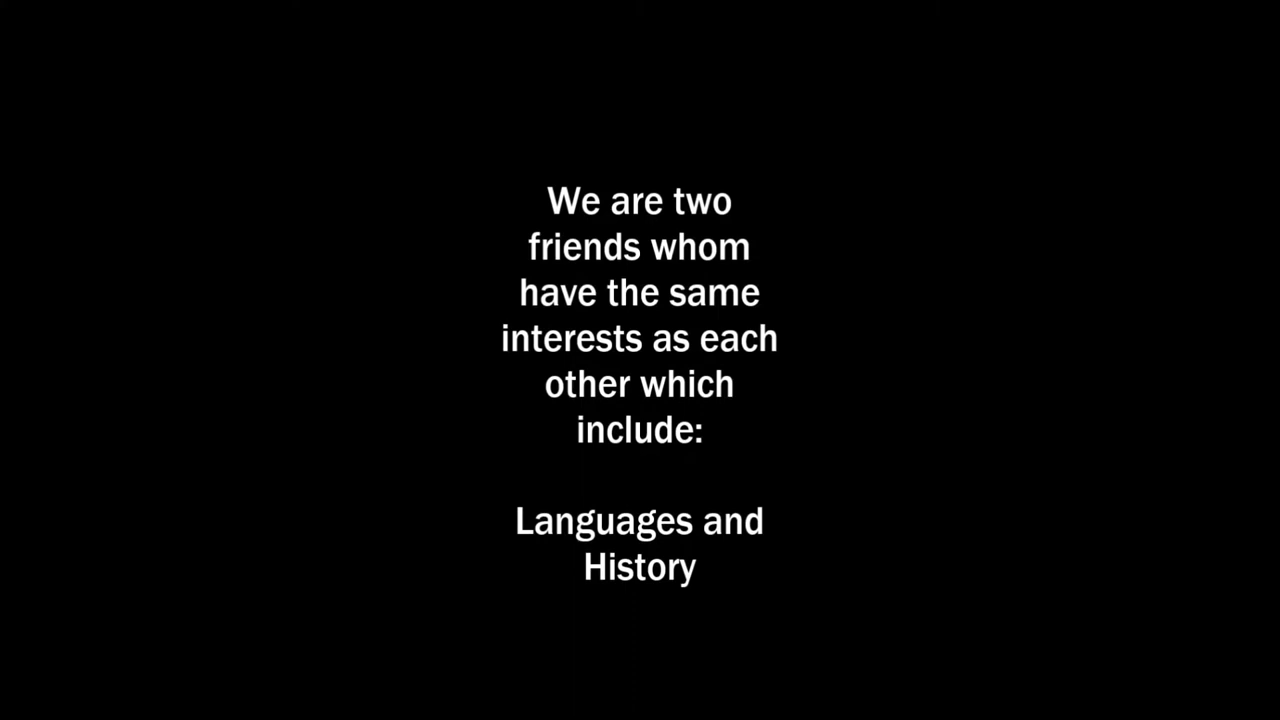 We are two
friends whom
have the same
interests as each
other which
include:
Languages and
History